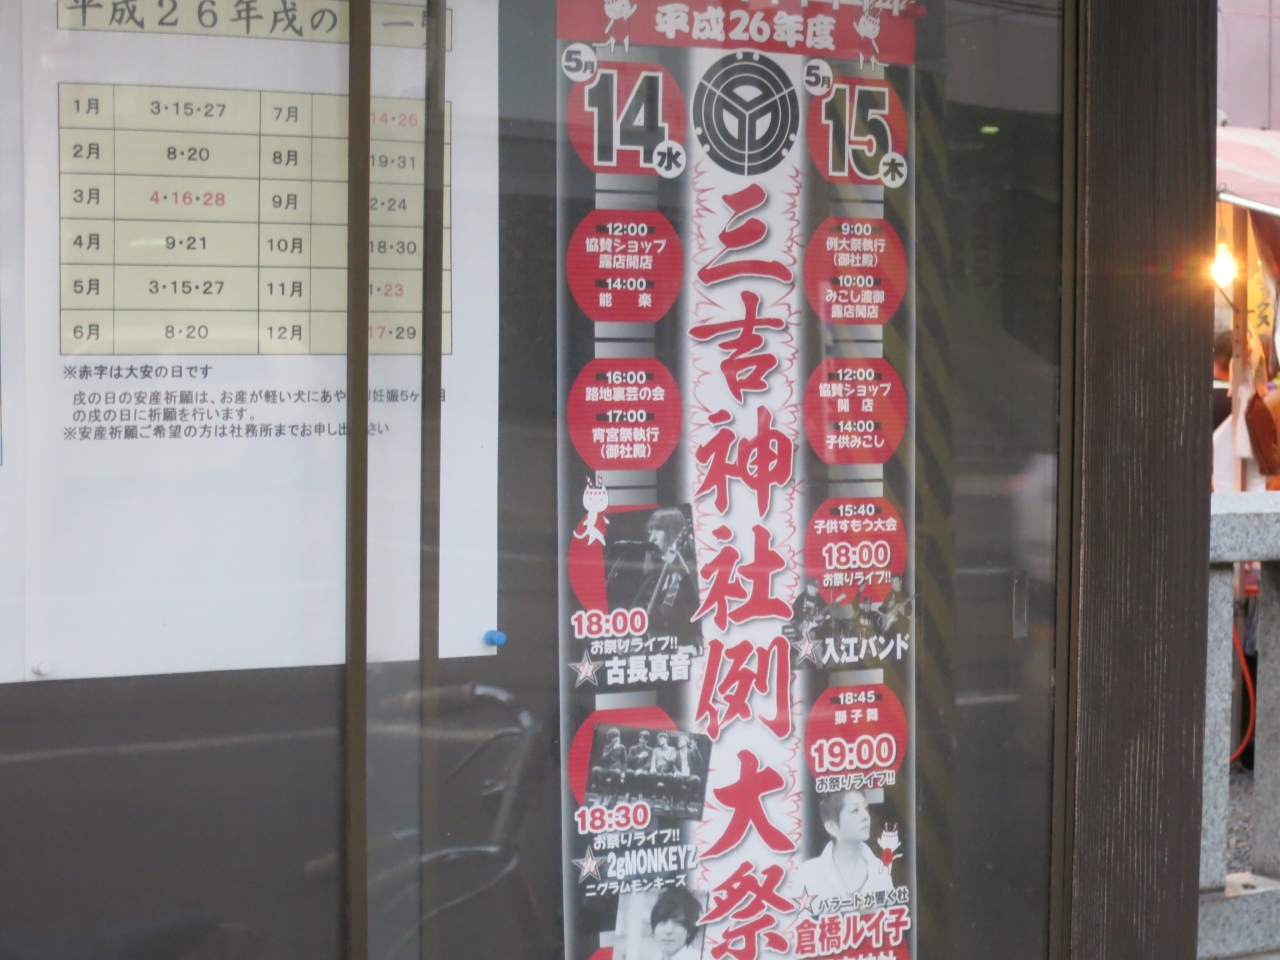 平成２６年戌の
1月 3・15・27 7月 14・26
2月 8・20 8月 19・31
3月 4・16・28 9月 2・24
4月 9・21 10月 18・30
5月 3・15・27 11月 1・23
6月 8・20 12月 17・29
※赤字は大安の日です
戌の日の安産祈願は、お産が軽い犬にあや り妊娠5ヶ 目
の戌の日に祈願を行います。
※安産祈願ご希望の方は社務所までお申し出 さい
平成26年度
5月
14水
12:00
協賛ショップ
露店開店
14:00
能 楽
16:00
路地裏芸の会
17:00
宵宮祭執行
(御社殿)
18:00
お祭りライブ!!
古長真音
18:30
お祭りライブ!!
2gMONKEYZ
ニグラムモンキーズ
三吉神社例大祭
5月
15木
9:00
例大祭執行
(御社殿)
10:00
みこし渡御
露店開店
12:00
協賛ショップ
開 店
14:00
子供みこし
15:40
子供すもう大会
18:00
お祭りライブ!!
入江バンド
18:45
獅子舞
19:00
お祭りライブ!!
バラードが響く杜
倉橋ルイ子